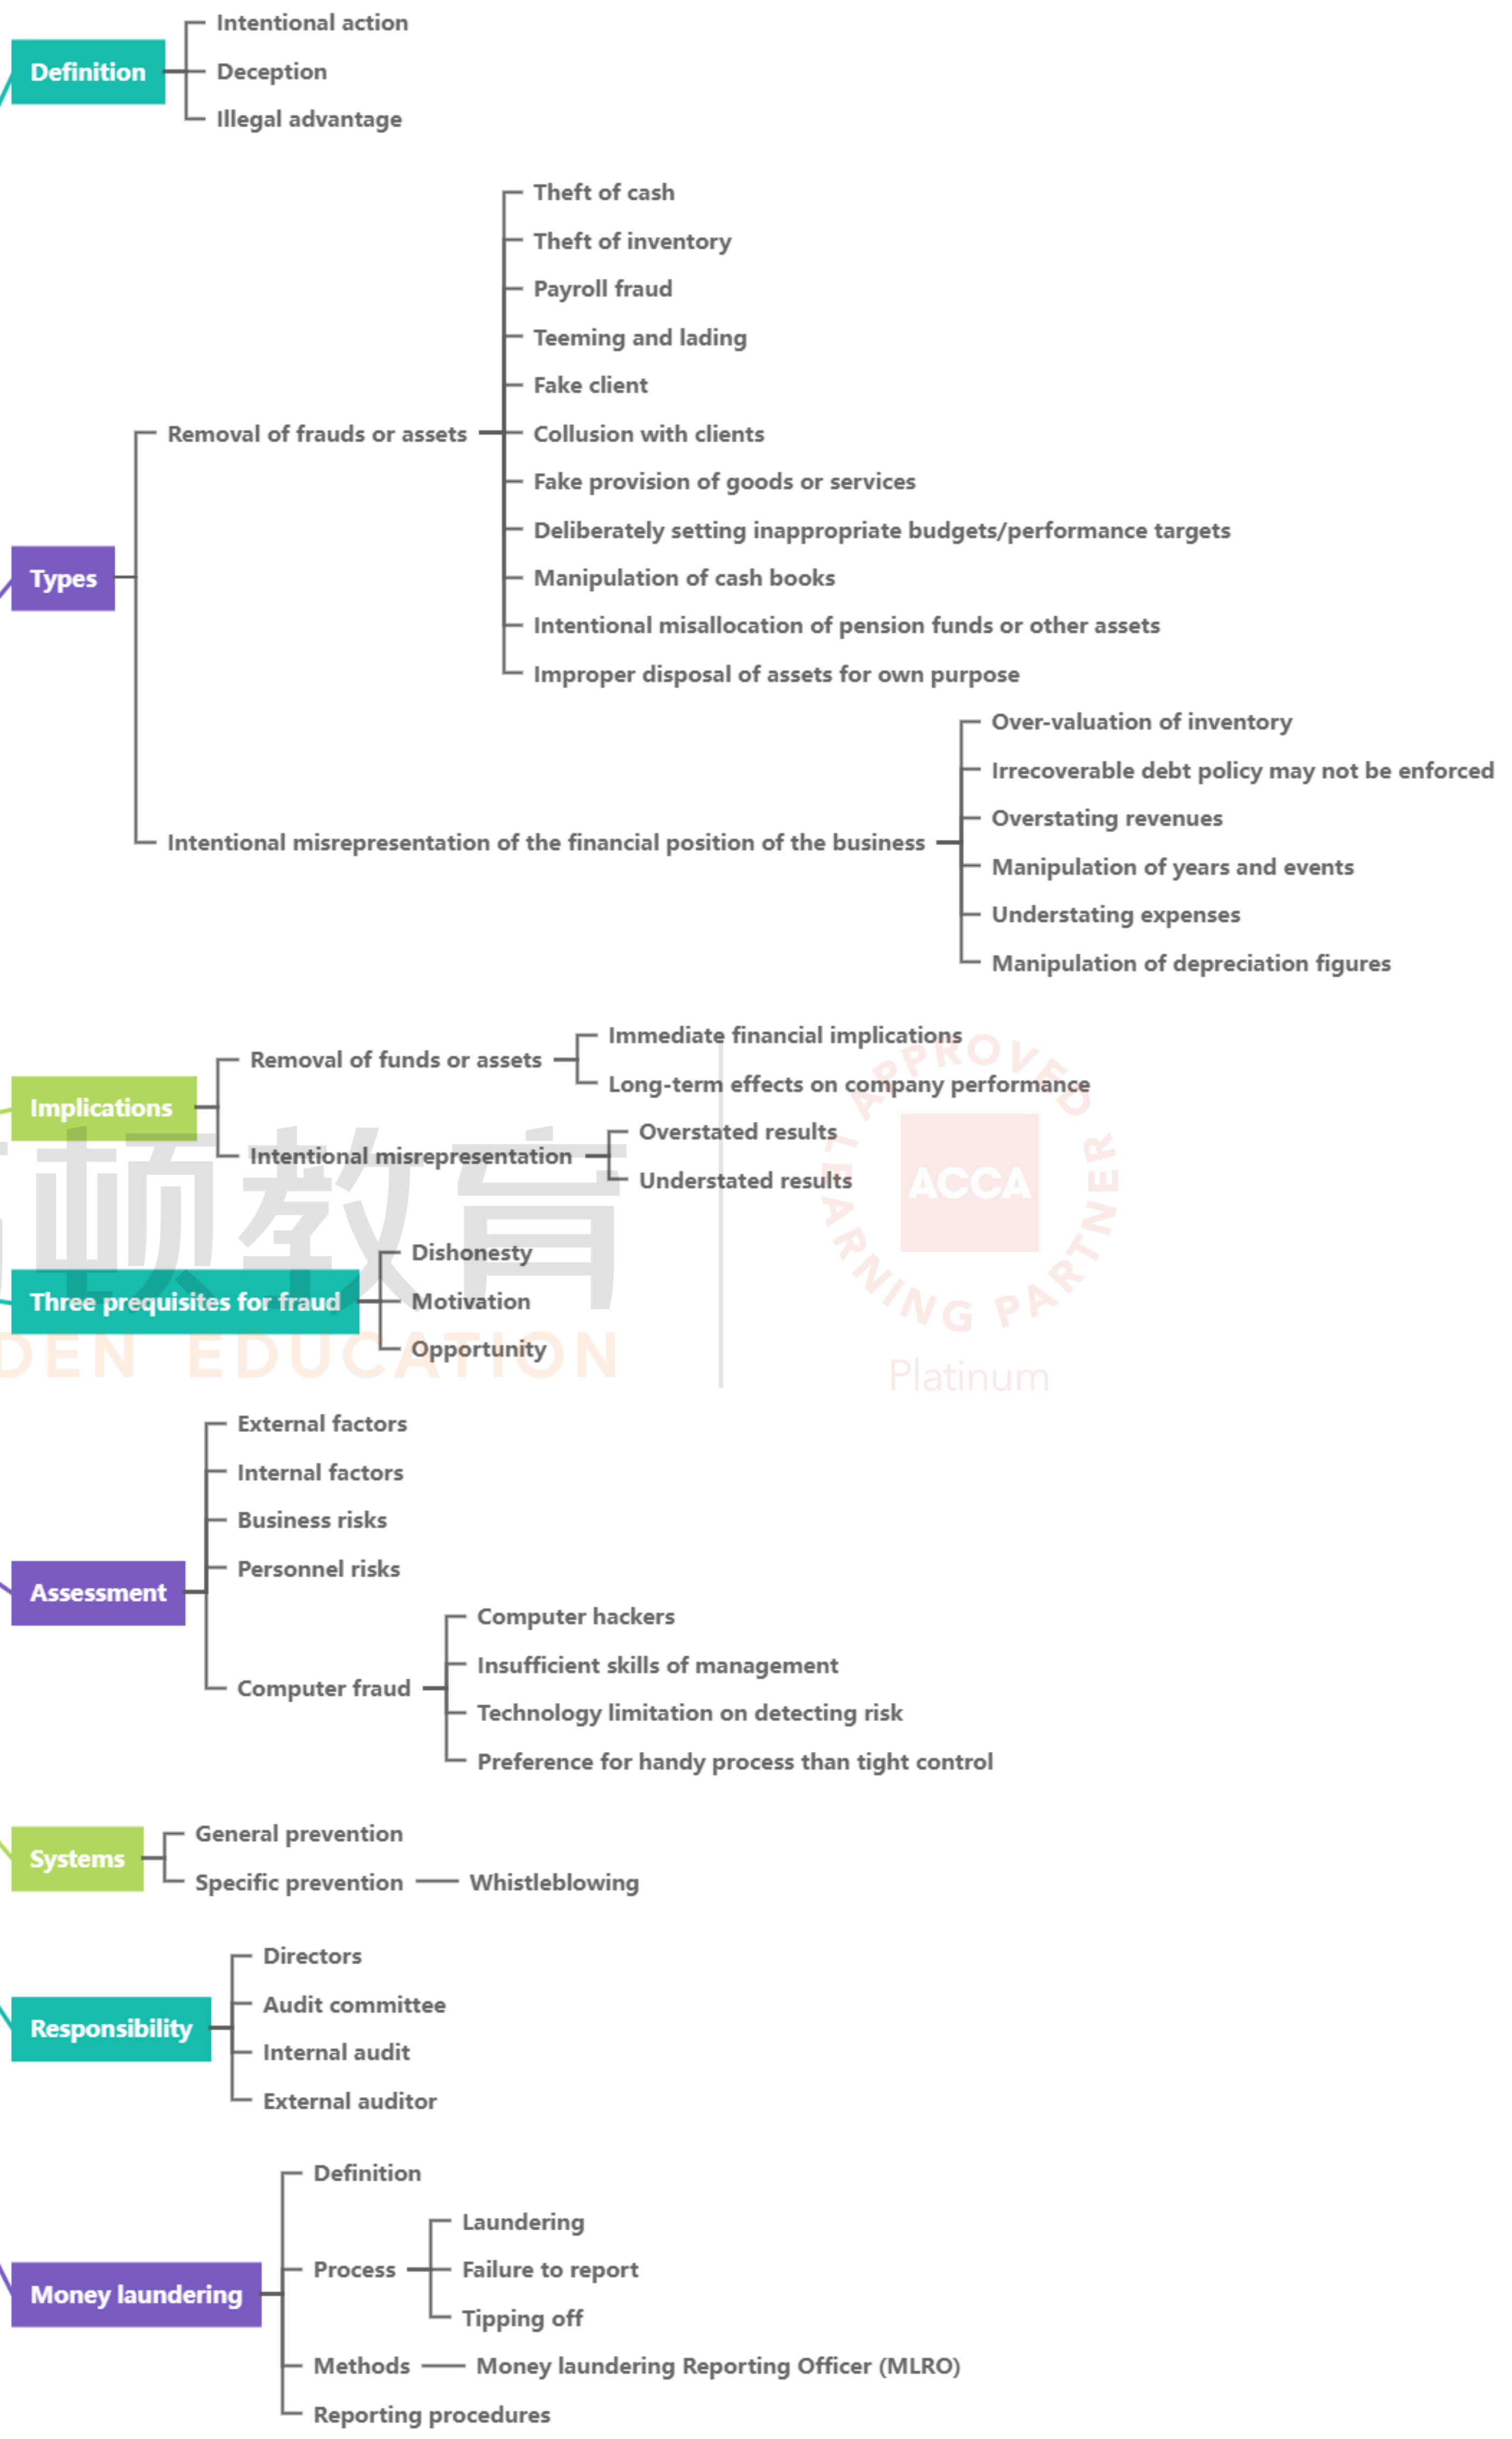 Intentional action
Definition
Deception
Illegal advantage
Theft of cash
Theft of inventory
Payroll fraud
Teeming and lading
Fake client
Removal of frauds or assets
Collusion with clients
Fake provision of goods or services
Deliberately setting inappropriate budgets/performance targets
Types
Manipulation of cash books
Intentional misallocation of pension funds or other assets
Improper disposal of assets for own purpose
Over-valuation of inventory
Irrecoverable debt policy may not be enforced
Overstating revenues
Intentional misrepresentation of the financial position of the business
Manipulation of years and events
Understating expenses
Manipulation of depreciation figures
Implications
Removal of funds or assets
Immediate financial implications
Long-term effects on company performance
Intentional misrepresentation
Overstated results
Understated results
顿教育
DEN EDUCATION
APPROVED
LEARNING PARTNER
ACCA
Platinum
Three prequisites for fraud
Dishonesty
Motivation
Opportunity
External factors
Internal factors
Business risks
Personnel risks
Assessment
Computer fraud
Computer hackers
Insufficient skills of management
Technology limitation on detecting risk
Preference for handy process than tight control
Systems
General prevention
Specific prevention
Whistleblowing
Responsibility
Directors
Audit committee
Internal audit
External auditor
Money laundering
Definition
Process
Laundering
Failure to report
Tipping off
Methods
Money laundering Reporting Officer (MLRO)
Reporting procedures